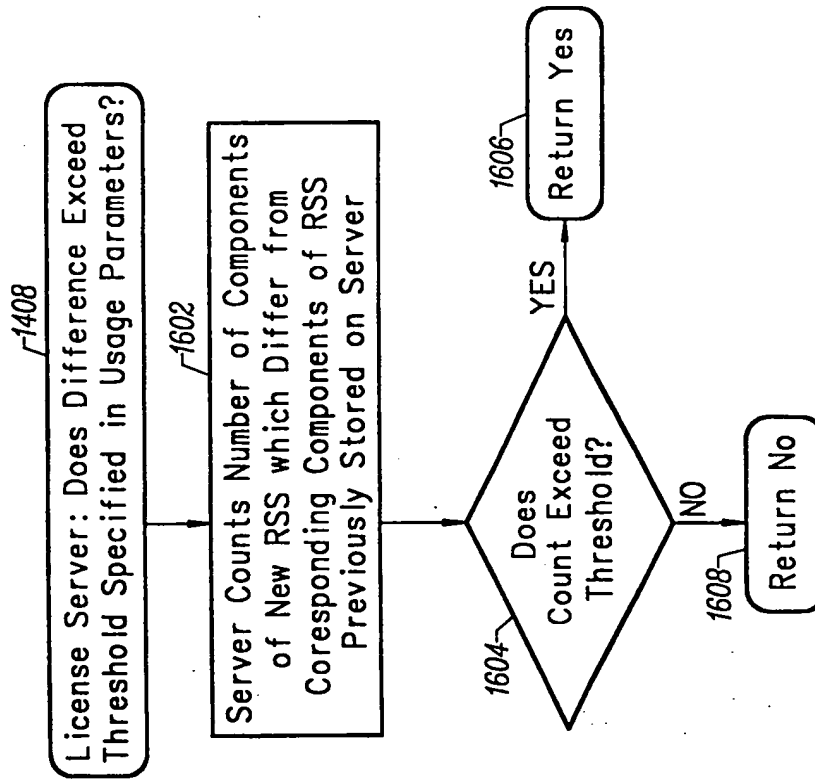 1408
License Server: Does Difference Exceed
Threshold Specified in Usage Parameters?
1602
Server Counts Number of Components
of New RSS which Differ from
Coresponding Components of RSS
Previously Stored on Server
1604
Does
Count Exceed
Threshold?
YES
1606
Return Yes
NO
1608
Return No